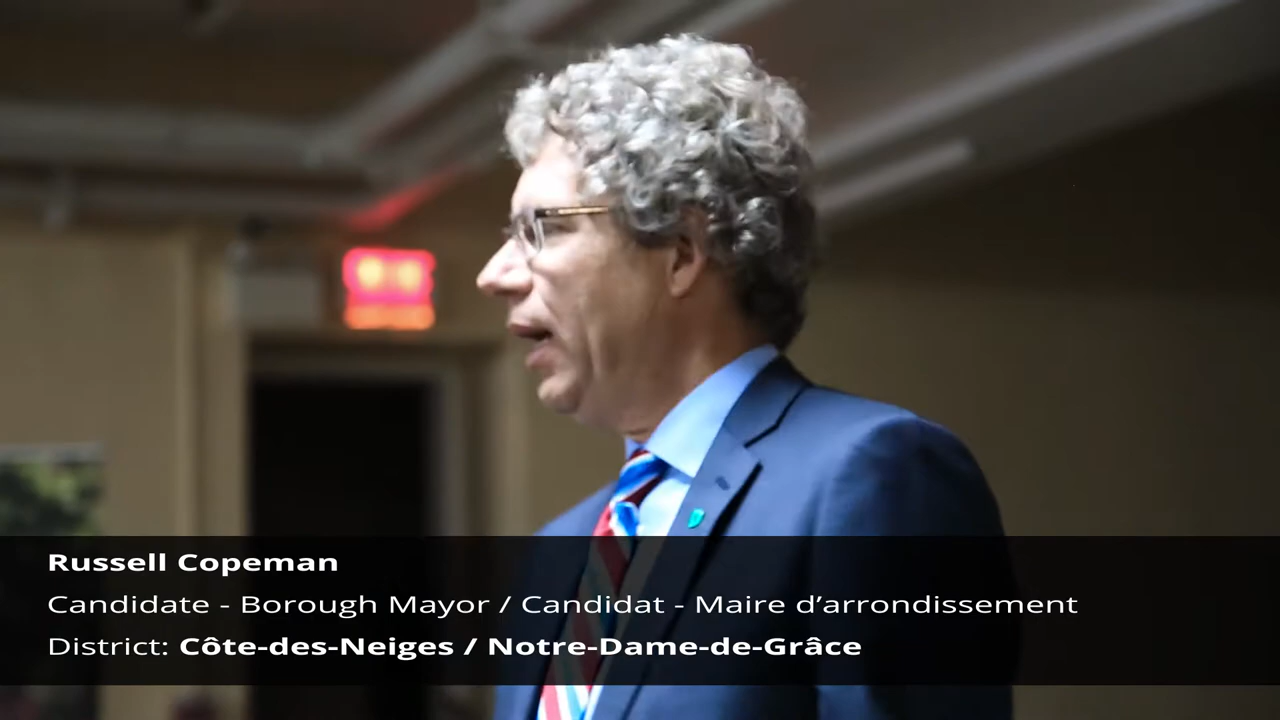 Russell Copeman
Candidate - Borough Mayor / Candidat - Maire d’arrondissement
District: Côte-des-Neiges / Notre-Dame-de-Grâce